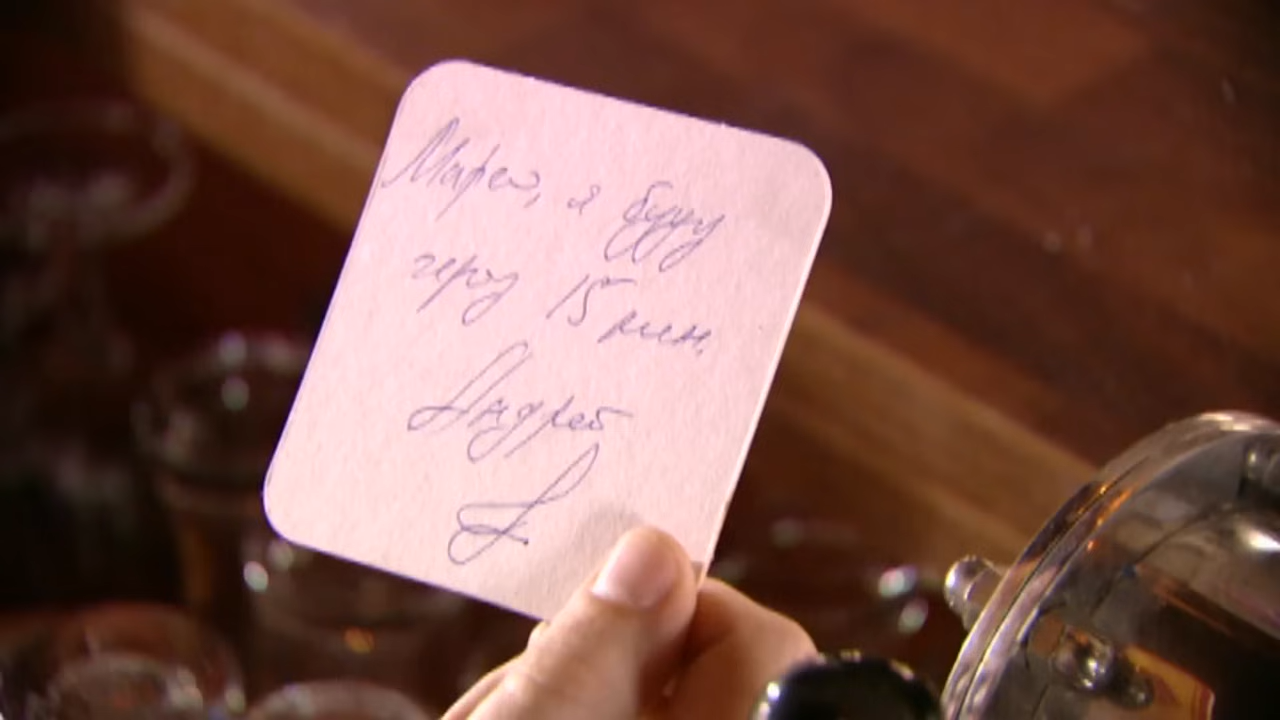 Марго, я буду
через 15 мин.
Андрей